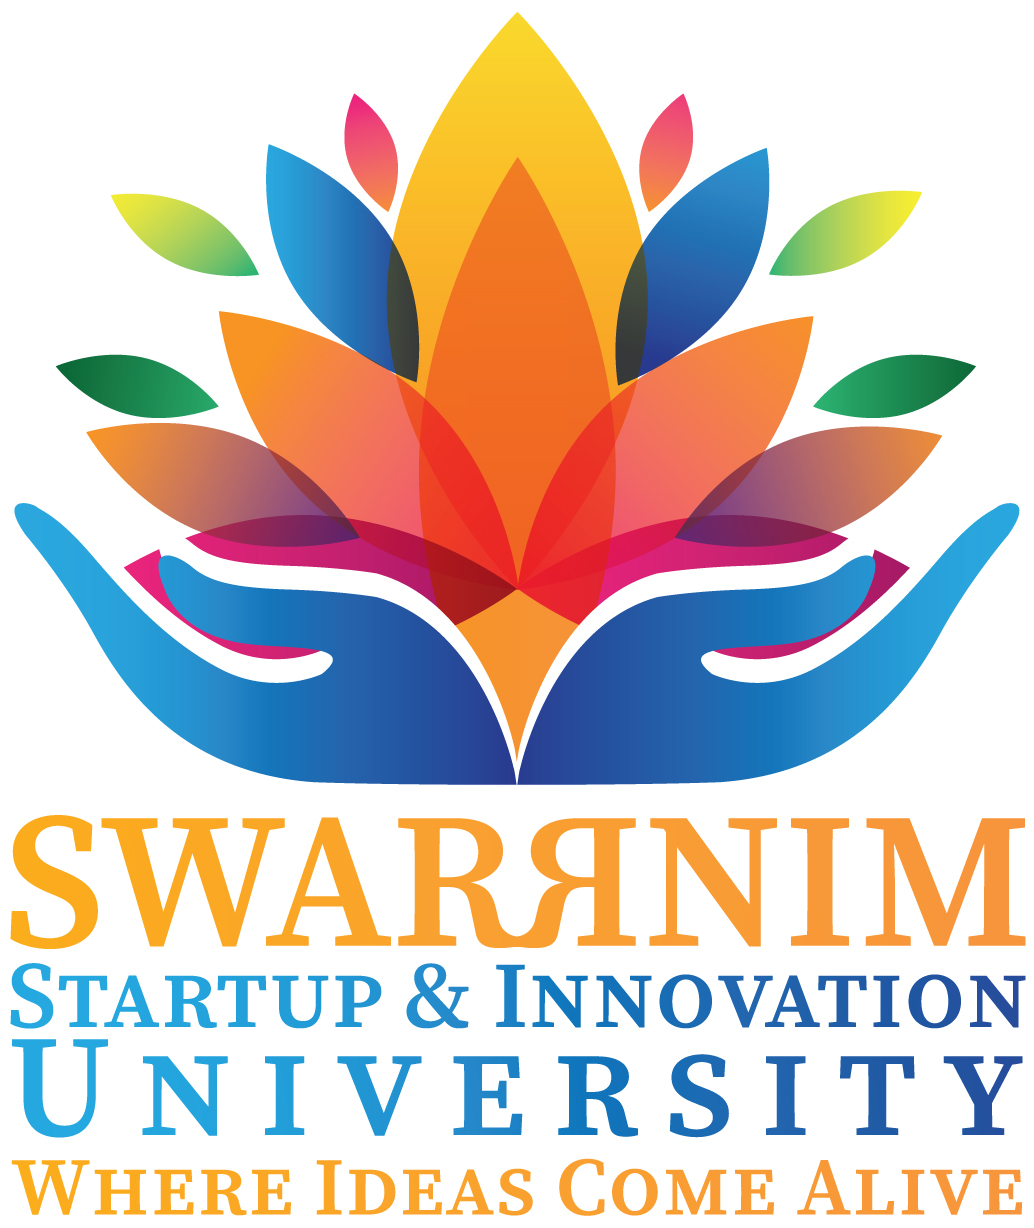 SWARRNIM
STARTUP & INNOVATION
UNIVERSITY
WHERE IDEAS COME ALIVE